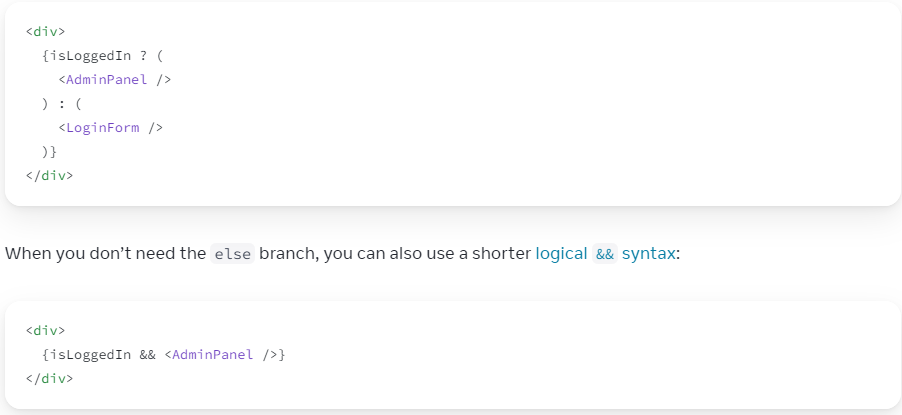 <div>
  {isLoggedIn ? (
    <AdminPanel />
  ) : (
    <LoginForm />
  )}
</div>
When you don’t need the else branch, you can also use a shorter logical && syntax:
<div>
  {isLoggedIn && <AdminPanel />}
</div>